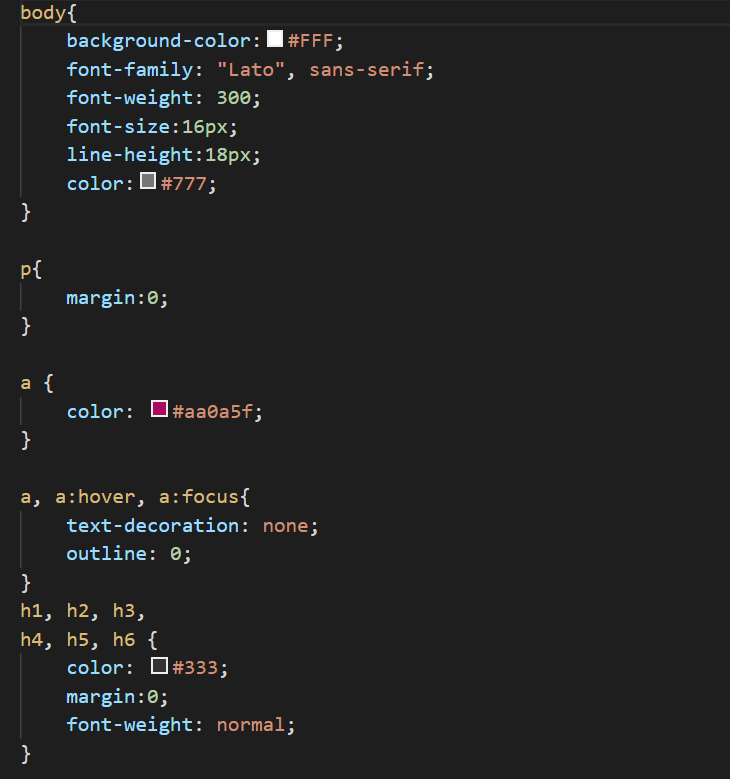 body{
    background-color: #FFF;
    font-family: "Lato", sans-serif;
    font-weight: 300;
    font-size:16px;
    line-height:18px;
    color: #777;
}

p{
    margin:0;
}

a {
    color: #aa0a5f;
}

a, a:hover, a:focus{
    text-decoration: none;
    outline: 0;
}
h1, h2, h3,
h4, h5, h6 {
    color: #333;
    margin:0;
    font-weight: normal;
}